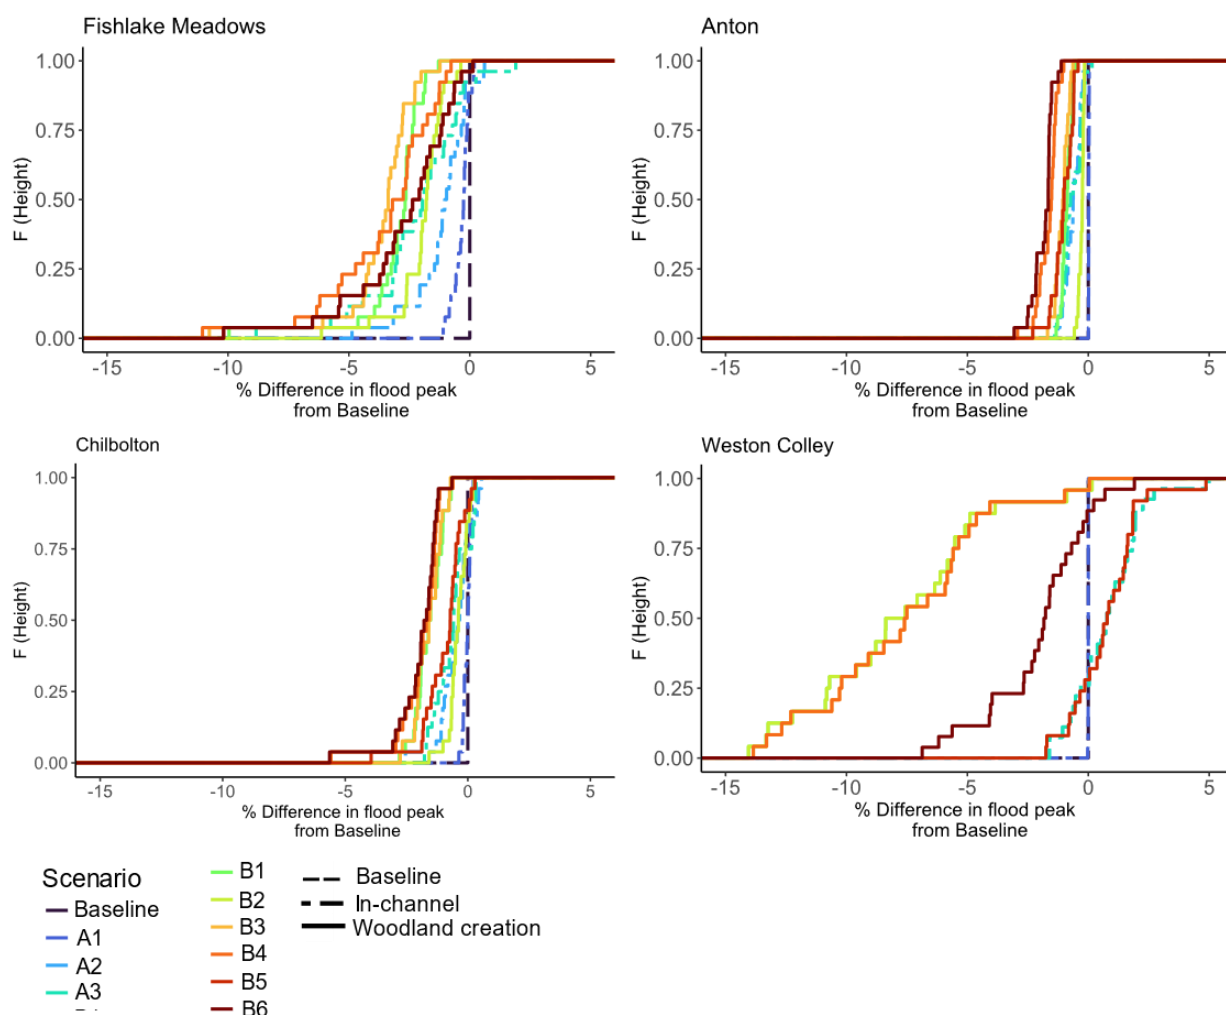 Fishlake Meadows
1.00
0.75
0.50
0.25
0.00
F (Height)
-15 -10 -5 0 5
% Difference in flood peak
from Baseline
Anton
1.00
0.75
0.50
0.25
0.00
F (Height)
-15 -10 -5 0 5
% Difference in flood peak
from Baseline
Chilbolton
1.00
0.75
0.50
0.25
0.00
F (Height)
-15 -10 -5 0 5
% Difference in flood peak
from Baseline
Weston Colley
1.00
0.75
0.50
0.25
0.00
F (Height)
-15 -10 -5 0 5
% Difference in flood peak
from Baseline
Scenario
Baseline
A1
A2
A3
B1
B2
B3
B4
B5
B6
Baseline
In-channel
Woodland creation